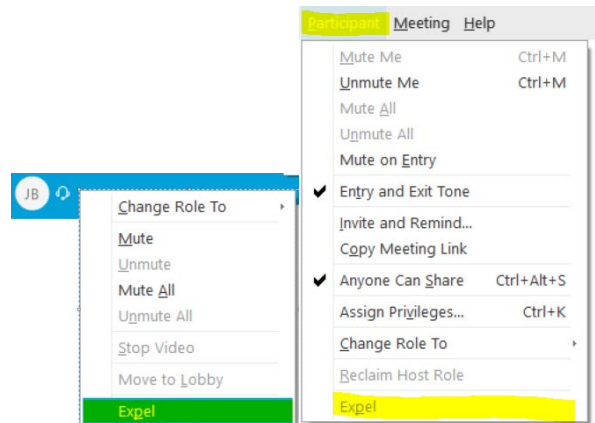 JB
Change Role To
Mute
Unmute
Mute All
Unmute All
Stop Video
Move to Lobby
Expel
Participant Meeting Help
Mute Me Ctrl+M
Unmute Me Ctrl+M
Mute All
Unmute All
Mute on Entry
Entry and Exit Tone
Invite and Remind...
Copy Meeting Link
Anyone Can Share Ctrl+Alt+S
Assign Privileges... Ctrl+K
Change Role To
Reclaim Host Role
Expel